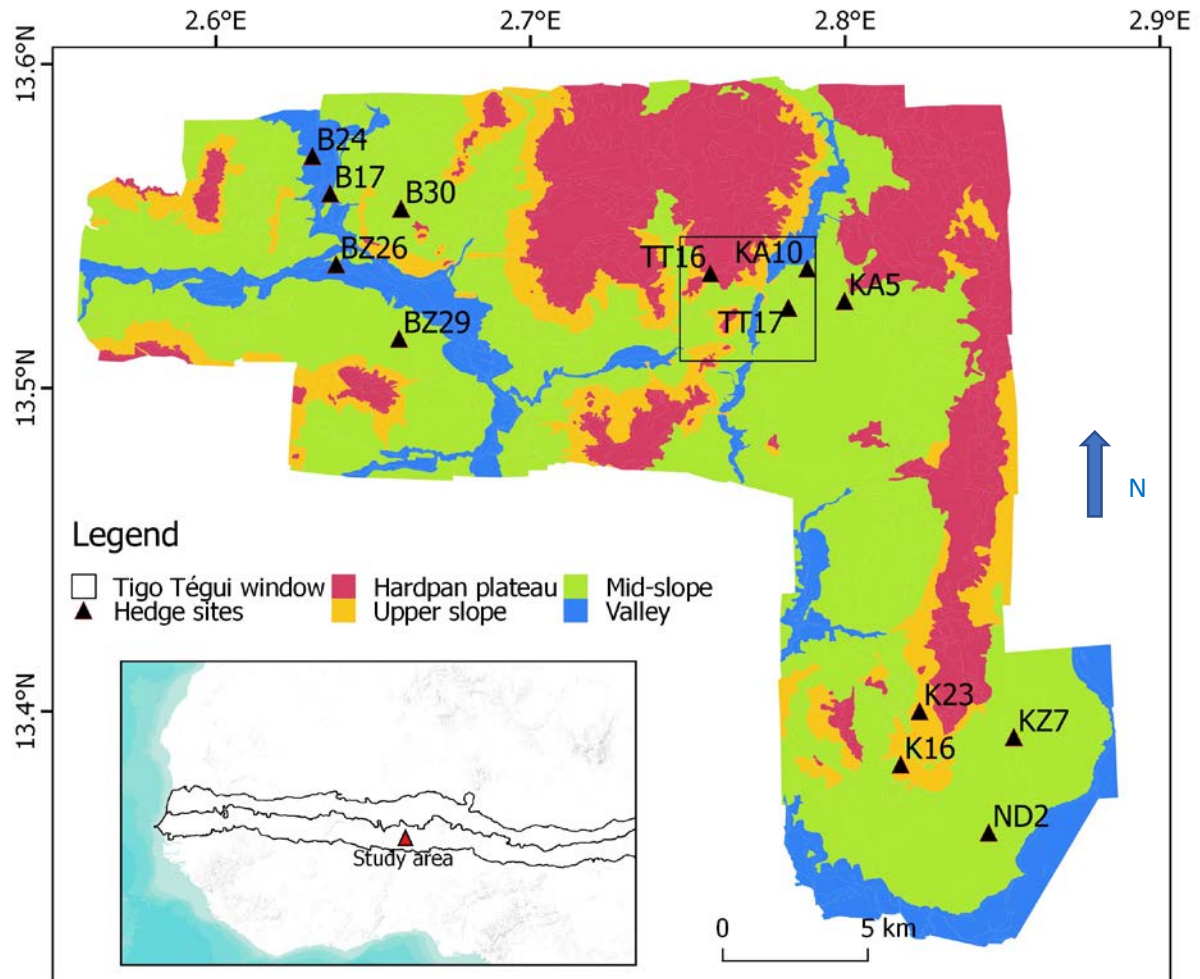 2.6°E 2.7°E 2.8°E 2.9°E
13.6°N
B24
B17
B30
BZ26
TT16 KA10
KA5
BZ29
TT17
13.5°N
N
Legend
Tigo Tégui window Hardpan plateau Mid-slope
Hedge sites Upper slope Valley
13.4°N
K23
KZ7
K16
ND2
Study area
0 5 km